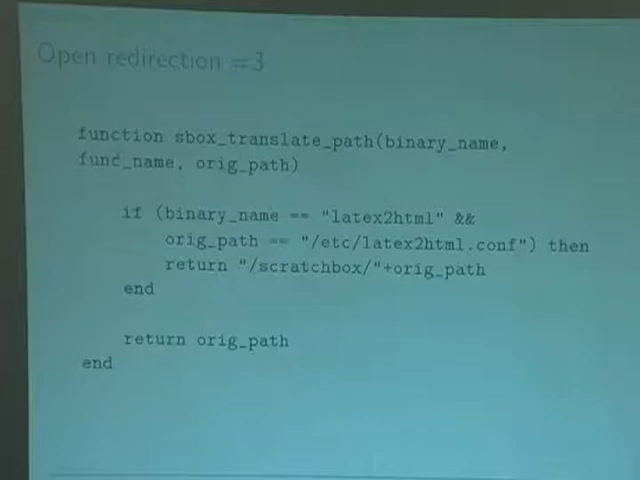 Open redirection =3
function sbox_translate_path(binary_name,
func_name, orig_path)
if (binary_name == "latex2html" &&
orig_path == "/etc/latex2html.conf") then
return "/scratchbox/"+orig_path
end
return orig_path
end